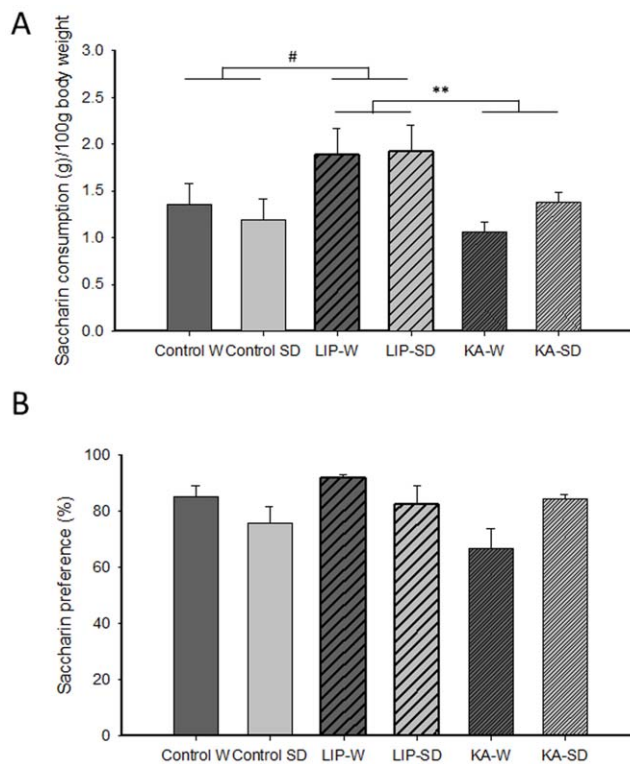 A
Saccharin consumption (g)/100g body weight
3.0
2.5
2.0
1.5
1.0
0.5
0.0
#
**
Control W Control SD LIP-W LIP-SD KA-W KA-SD
B
Saccharin preference (%)
100
80
60
40
20
0
Control W Control SD LIP-W LIP-SD KA-W KA-SD